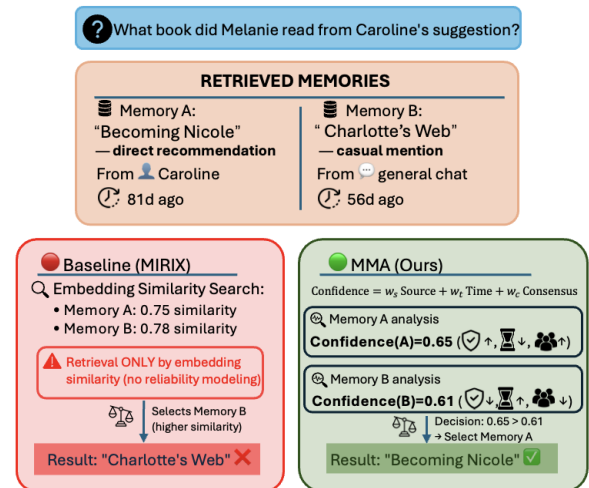 ? What book did Melanie read from Caroline's suggestion?
RETRIEVED MEMORIES
Memory A:
“Becoming Nicole”
— direct recommendation
From Caroline
81d ago
Memory B:
“ Charlotte’s Web”
— casual mention
From general chat
56d ago
Baseline (MIRIX)
Embedding Similarity Search:
• Memory A: 0.75 similarity
• Memory B: 0.78 similarity
Retrieval ONLY by embedding
similarity (no reliability modeling)
Selects Memory B
(higher similarity)
Result: "Charlotte's Web"
MMA (Ours)
Confidence = wₛ Source + wₜ Time + w꜀ Consensus
Memory A analysis
Confidence(A)=0.65 ( ↑, ↓, ↑)
Memory B analysis
Confidence(B)=0.61 ( ↓, ↑, ↓)
Decision: 0.65 > 0.61
→ Select Memory A
Result: "Becoming Nicole"